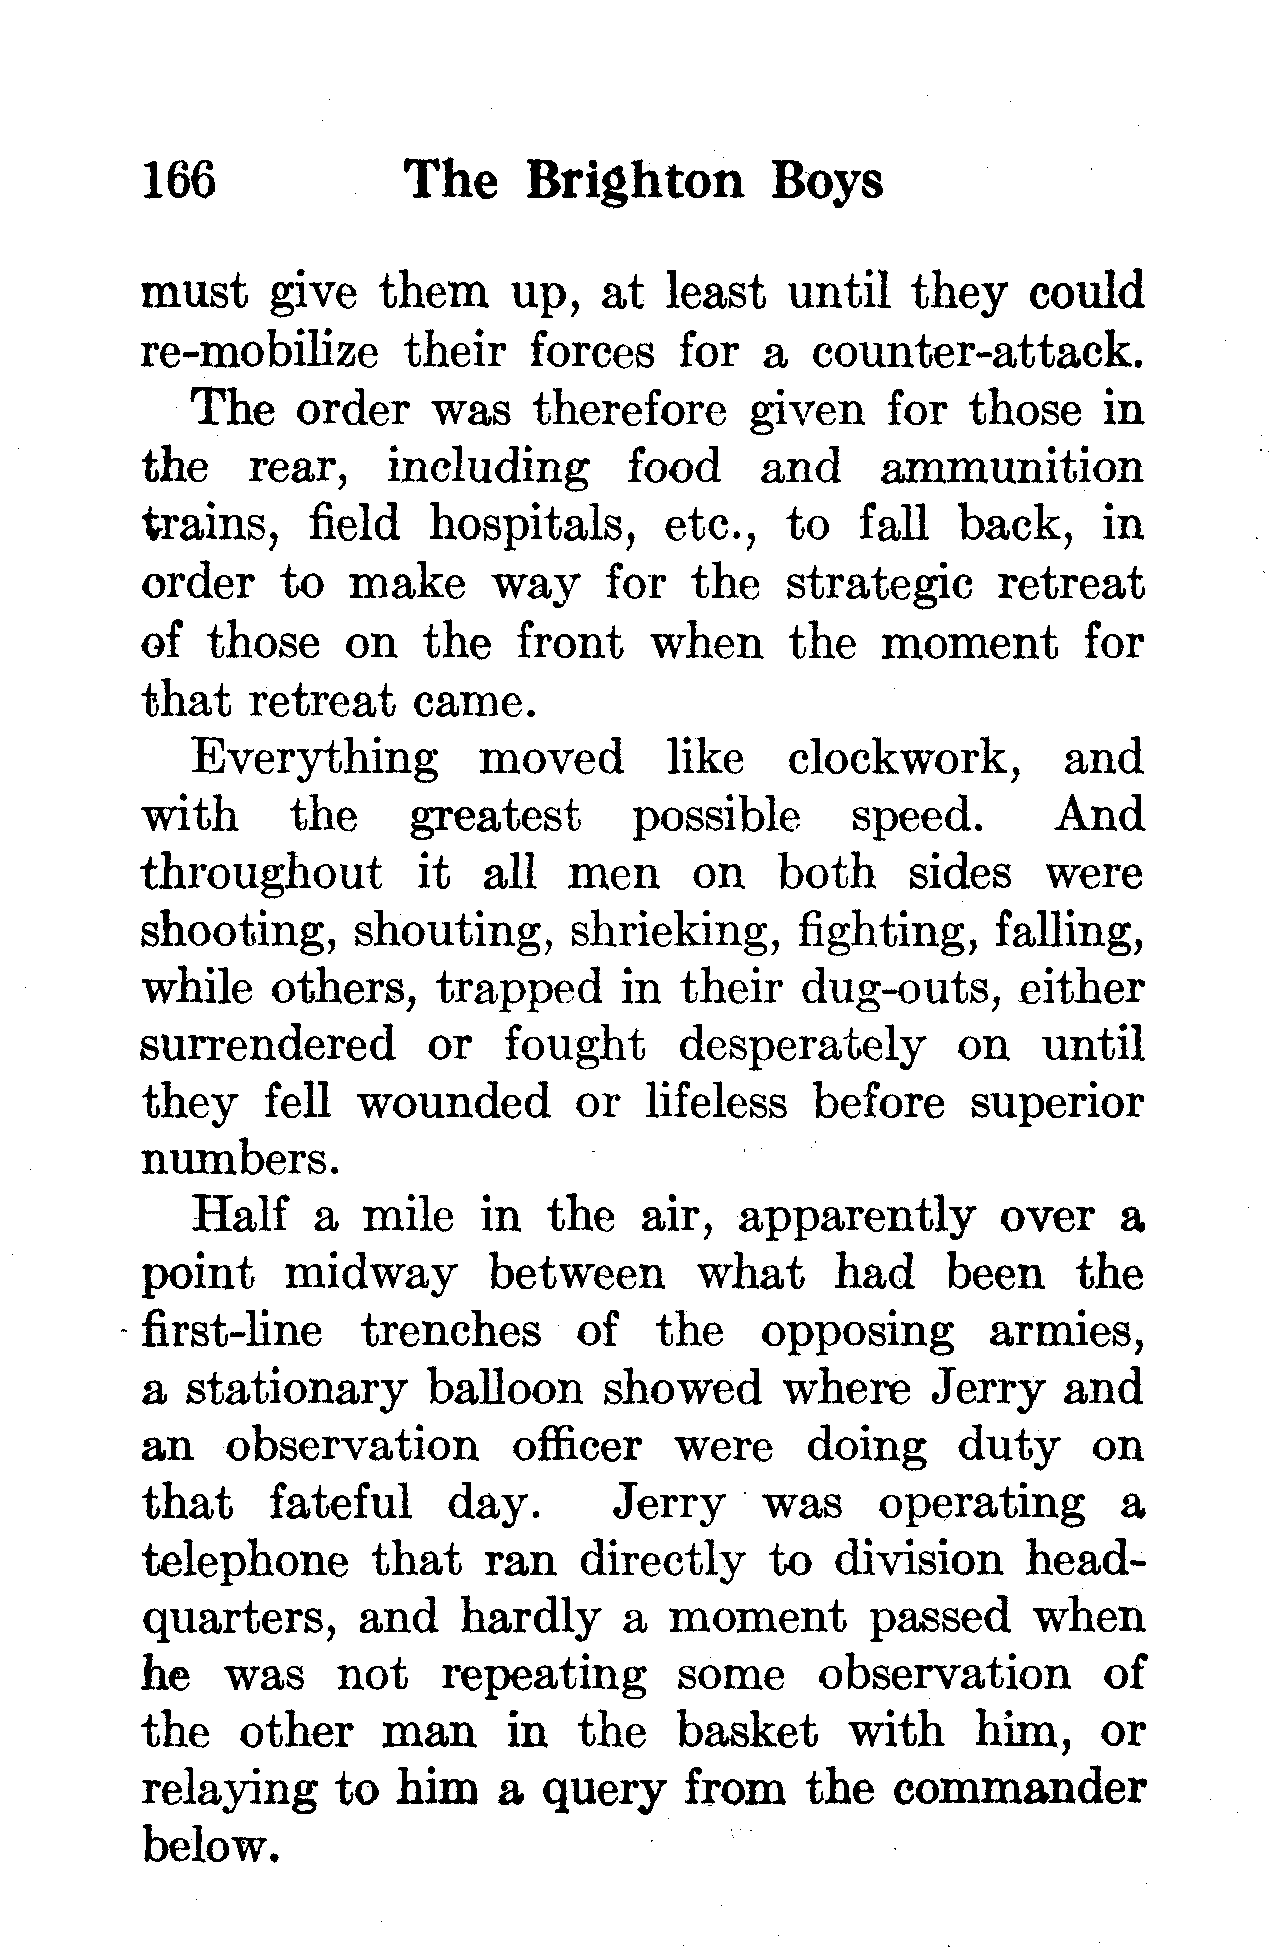 166 The Brighton Boys
must give them up, at least until they could
re-mobilize their forces for a counter-attack.
The order was therefore given for those in
the rear, including food and ammunition
trains, field hospitals, etc., to fall back, in
order to make way for the strategic retreat
of those on the front when the moment for
that retreat came.
Everything moved like clockwork, and
with the greatest possible speed. And
throughout it all men on both sides were
shooting, shouting, shrieking, fighting, falling,
while others, trapped in their dug-outs, either
surrendered or fought desperately on until
they fell wounded or lifeless before superior
numbers.
Half a mile in the air, apparently over a
point midway between what had been the
first-line trenches of the opposing armies,
a stationary balloon showed where Jerry and
an observation officer were doing duty on
that fateful day. Jerry was operating a
telephone that ran directly to division head-
quarters, and hardly a moment passed when
he was not repeating some observation of
the other man in the basket with him, or
relaying to him a query from the commander
below.